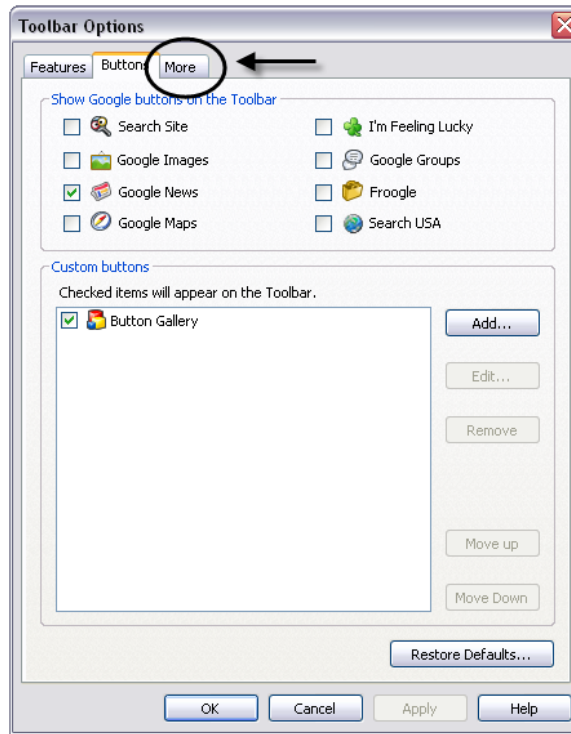 Toolbar Options
Features Buttons More
Show Google buttons on the Toolbar
Search Site I'm Feeling Lucky
Google Images Google Groups
Google News Froogle
Google Maps Search USA
Custom buttons
Checked items will appear on the Toolbar.
Button Gallery
Add...
Edit...
Remove
Move up
Move Down
Restore Defaults...
OK Cancel Apply Help